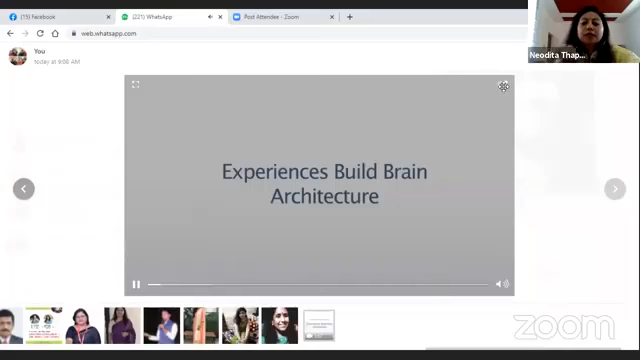 (19) Facebook
(221) WhatsApp
Post Attendee - Zoom
web.whatsapp.com
Neodita Thap...
You
today at 9:06 AM
Experiences Build Brain
Architecture
zoom